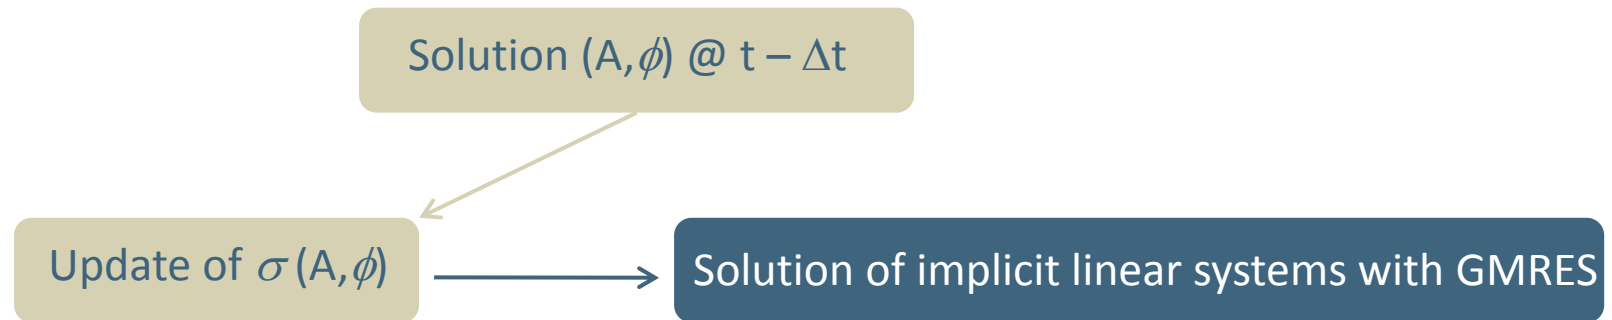 Solution (A,ϕ) @ t – Δt
Update of σ (A,ϕ)
Solution of implicit linear systems with GMRES